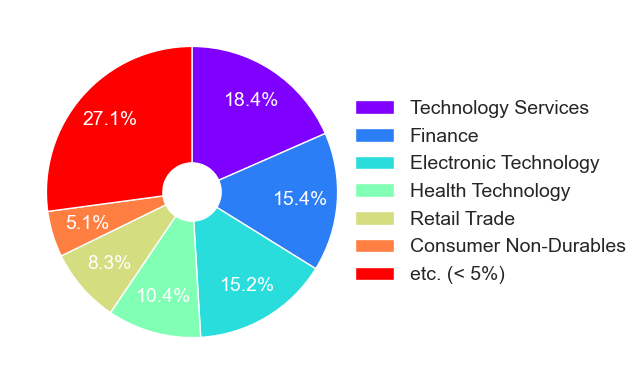 18.4%
27.1%
15.4%
5.1%
8.3%
15.2%
10.4%
Technology Services
Finance
Electronic Technology
Health Technology
Retail Trade
Consumer Non-Durables
etc. (< 5%)